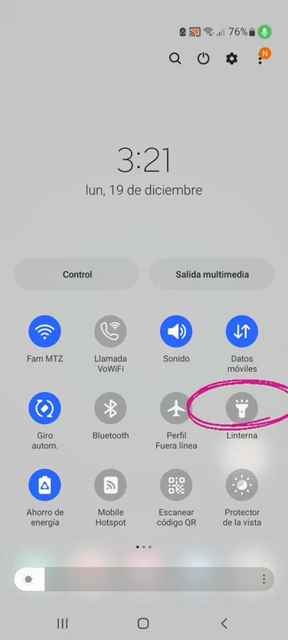 76%
N
3:21
lun, 19 de diciembre
Control
Salida multimedia
Fam MTZ
Llamada
VoWiFi
Sonido
Datos
móviles
Giro
autom.
Bluetooth
Perfil
Fuera línea
Linterna
Ahorro de
energía
Mobile
Hotspot
Escanear
código QR
Protector
de la vista